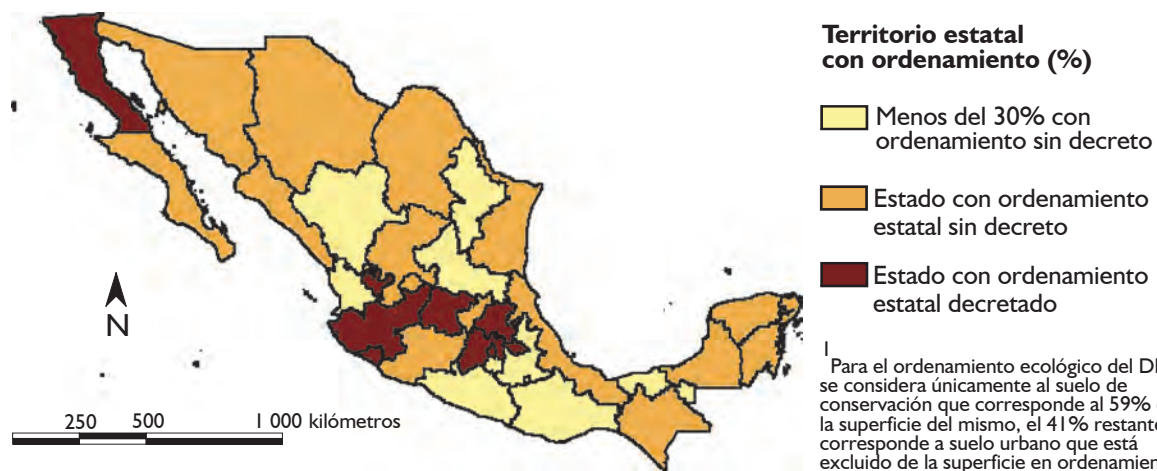 Territorio estatal
con ordenamiento (%)
Menos del 30% con
ordenamiento sin decreto
Estado con ordenamiento
estatal sin decreto
Estado con ordenamiento
estatal decretado
1
Para el ordenamiento ecológico del
se considera únicamente al suelo de
conservación que corresponde al 59%
la superficie del mismo, el 41% restante
corresponde a suelo urbano que está
excluido de la superficie en
N
250 500 1 000 kilómetros